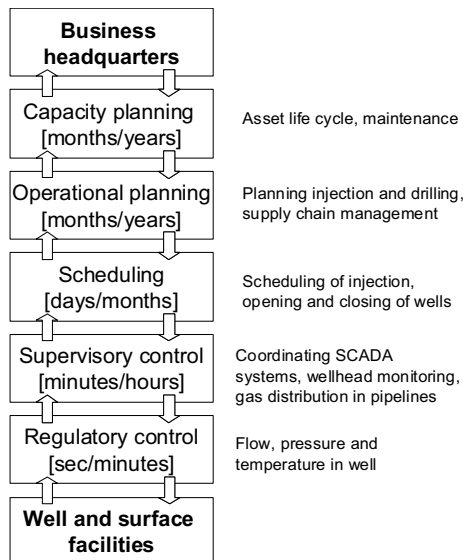 Business
headquarters
Capacity planning
[months/years]
Asset life cycle, maintenance
Operational planning
[months/years]
Planning injection and drilling,
supply chain management
Scheduling
[days/months]
Scheduling of injection,
opening and closing of wells
Supervisory control
[minutes/hours]
Coordinating SCADA
systems, wellhead monitoring,
gas distribution in pipelines
Regulatory control
[sec/minutes]
Flow, pressure and
temperature in well
Well and surface
facilities